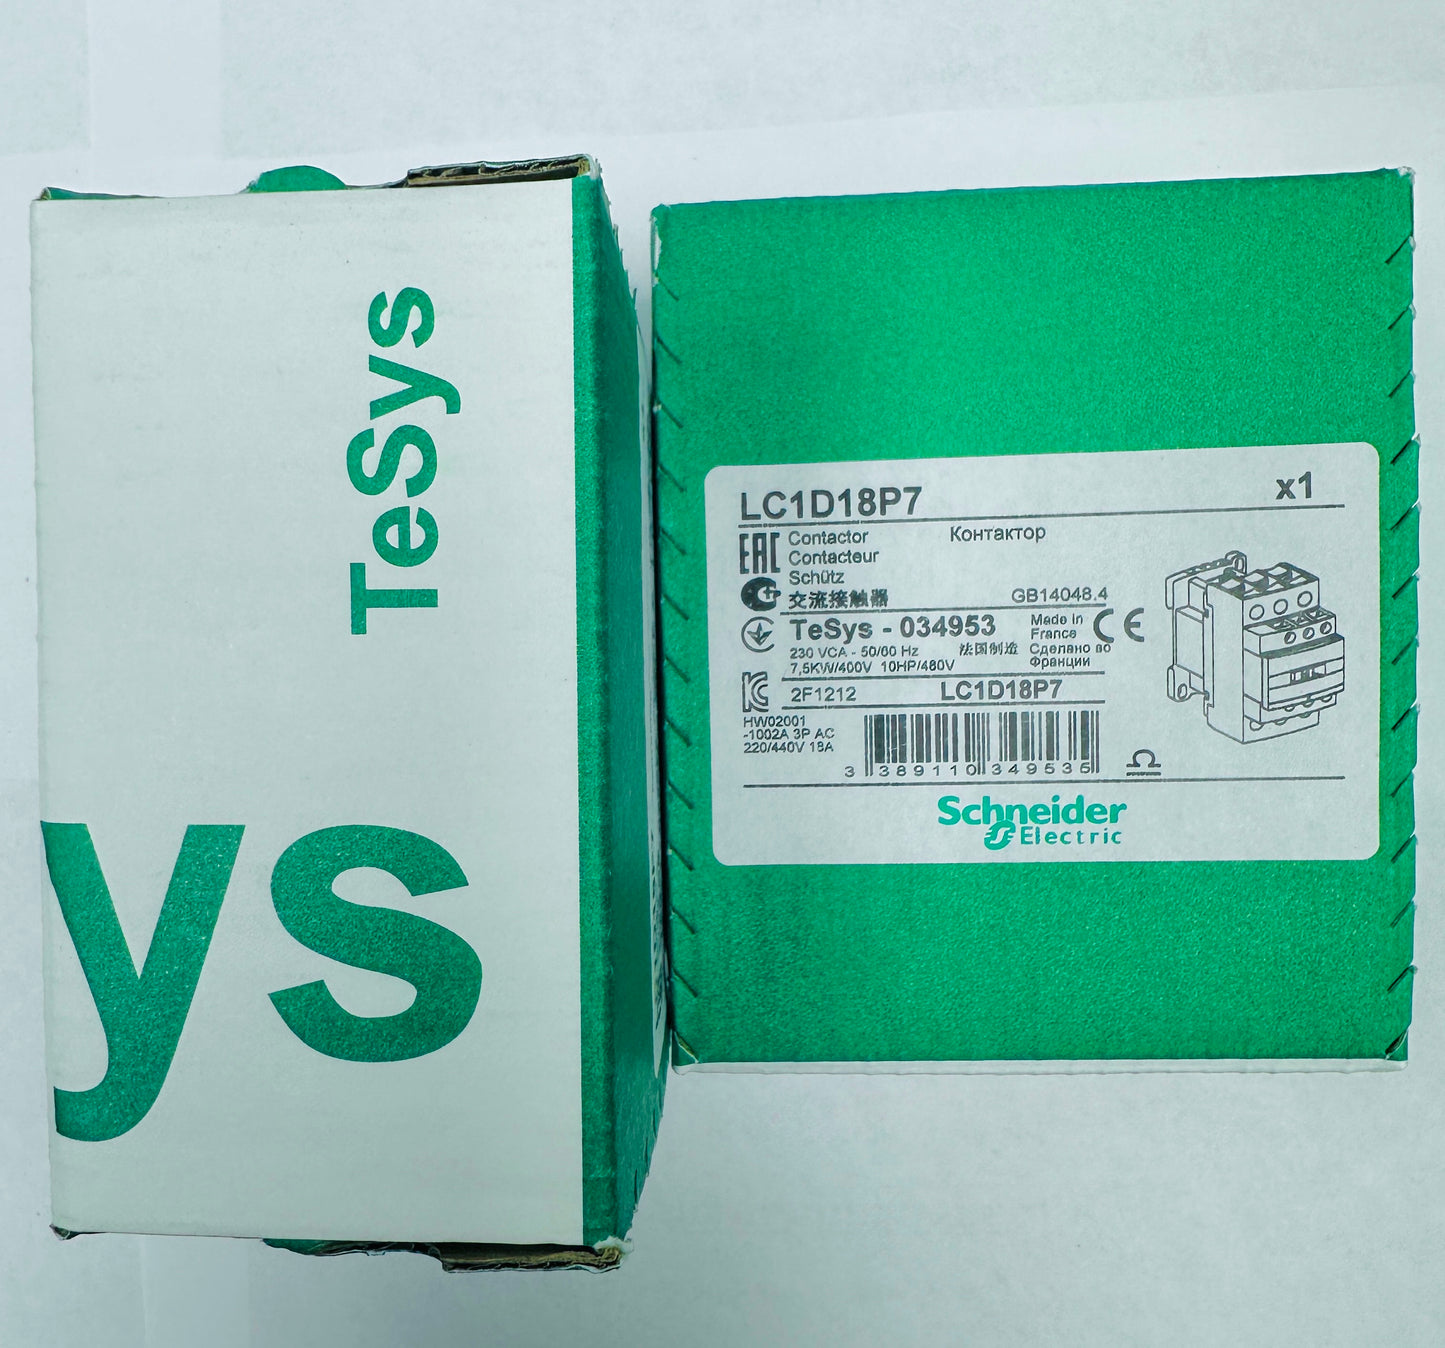 TeSys
ys
LC1D18P7 x1
EAC Contactor Контактор
Contacteur
Schütz
交流接触器 GB14048.4
TeSys - 034953 Made in
France CE
230 VCA - 50/60 Hz 法国制造 Сделано во
7,5KW/400V 10HP/480V Франции
2F1212 LC1D18P7
HW02001
-1002A 3P AC
220/440V 18A
3 389110 349535
Schneider
Electric